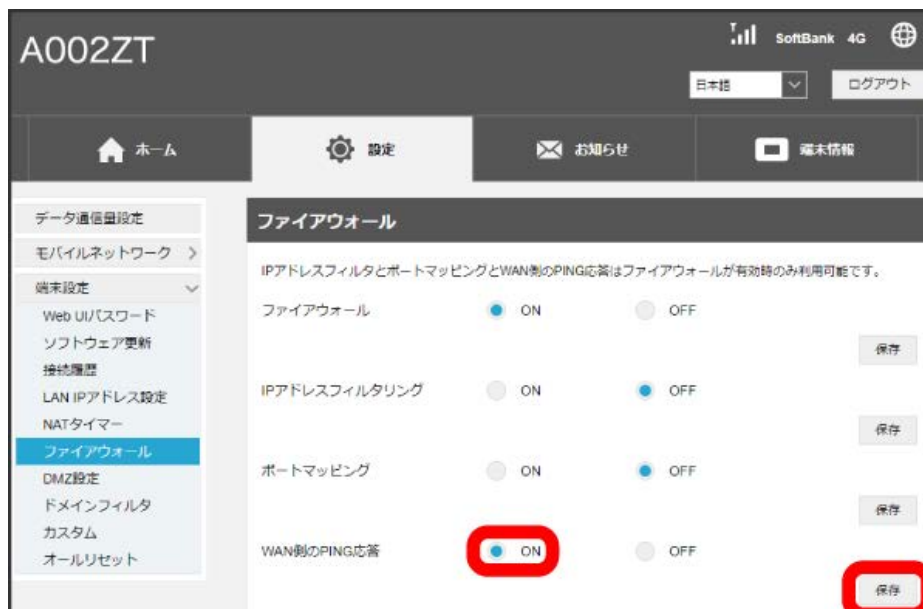 A002ZT
SoftBank 4G
日本語
ログアウト
ホーム
設定
お知らせ
端末情報
データ通信量設定
モバイルネットワーク
端末設定
Web UIパスワード
ソフトウェア更新
接続履歴
LAN IPアドレス設定
NATタイマー
ファイアウォール
DMZ設定
ドメインフィルタ
カスタム
オールリセット
ファイアウォール
IPアドレスフィルタとポートマッピングとWAN側のPING応答はファイアウォールが有効時のみ利用可能です。
ファイアウォール ON OFF
保存
IPアドレスフィルタリング ON OFF
保存
ポートマッピング ON OFF
保存
WAN側のPING応答 ON OFF
保存